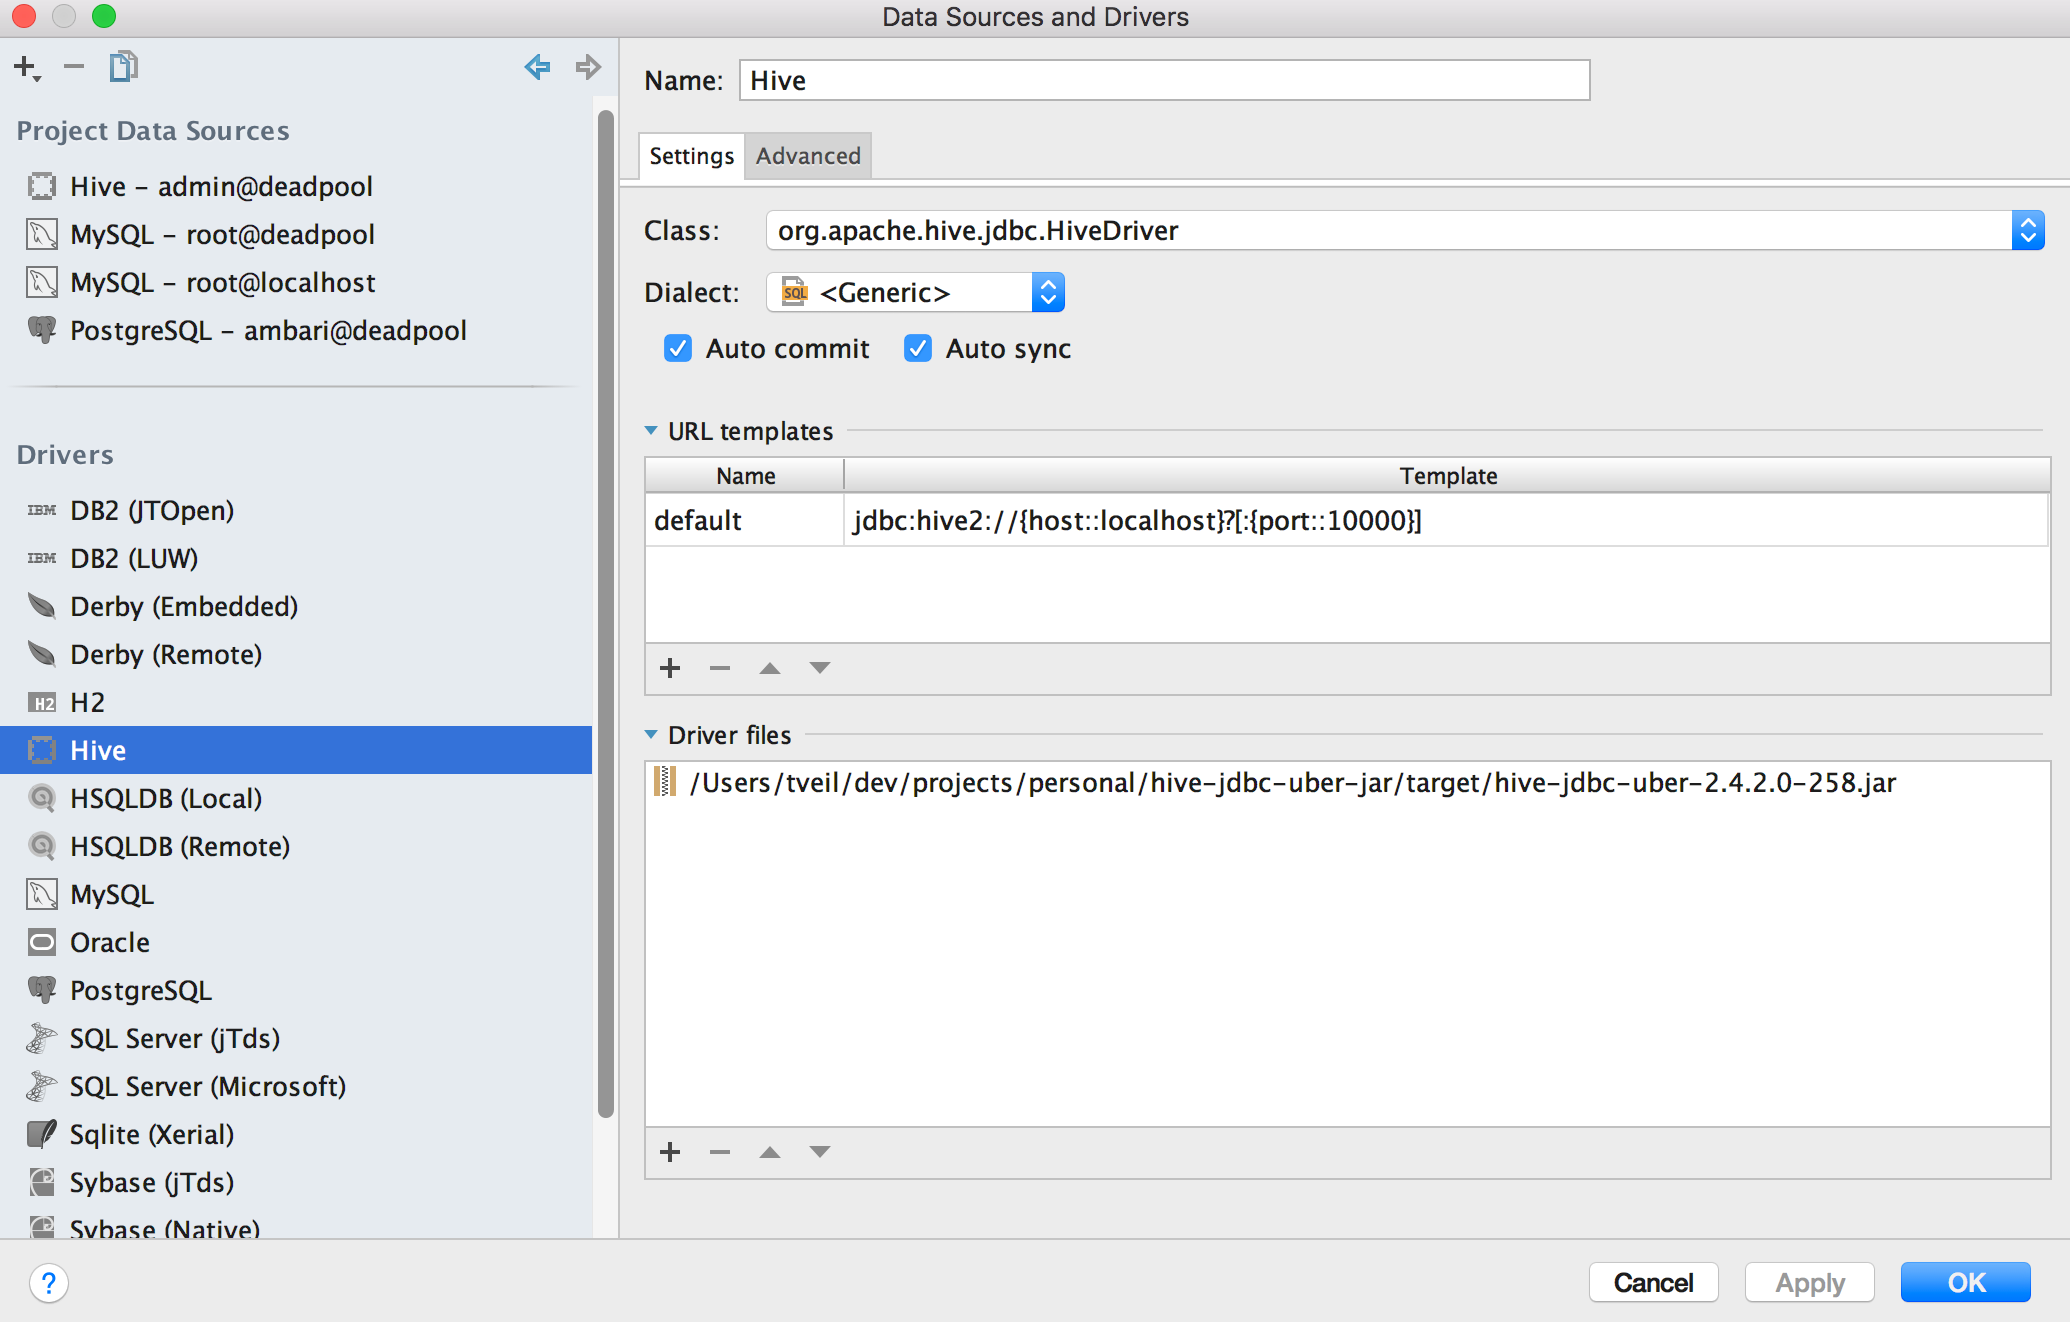 Data Sources and Drivers
Project Data Sources
Hive – admin@deadpool
MySQL – root@deadpool
MySQL – root@localhost
PostgreSQL – ambari@deadpool
Drivers
IBM DB2 (JTOpen)
IBM DB2 (LUW)
Derby (Embedded)
Derby (Remote)
H2 H2
Hive
HSQLDB (Local)
HSQLDB (Remote)
MySQL
Oracle
PostgreSQL
SQL Server (jTds)
SQL Server (Microsoft)
Sqlite (Xerial)
Sybase (jTds)
Sybase (Native)
Name: Hive
Settings Advanced
Class: org.apache.hive.jdbc.HiveDriver
Dialect: SQL <Generic>
Auto commit Auto sync
URL templates
Name Template
default jdbc:hive2://{host::localhost}?[:{port::10000}]
Driver files
/Users/tveil/dev/projects/personal/hive-jdbc-uber-jar/target/hive-jdbc-uber-2.4.2.0-258.jar
? Cancel Apply OK